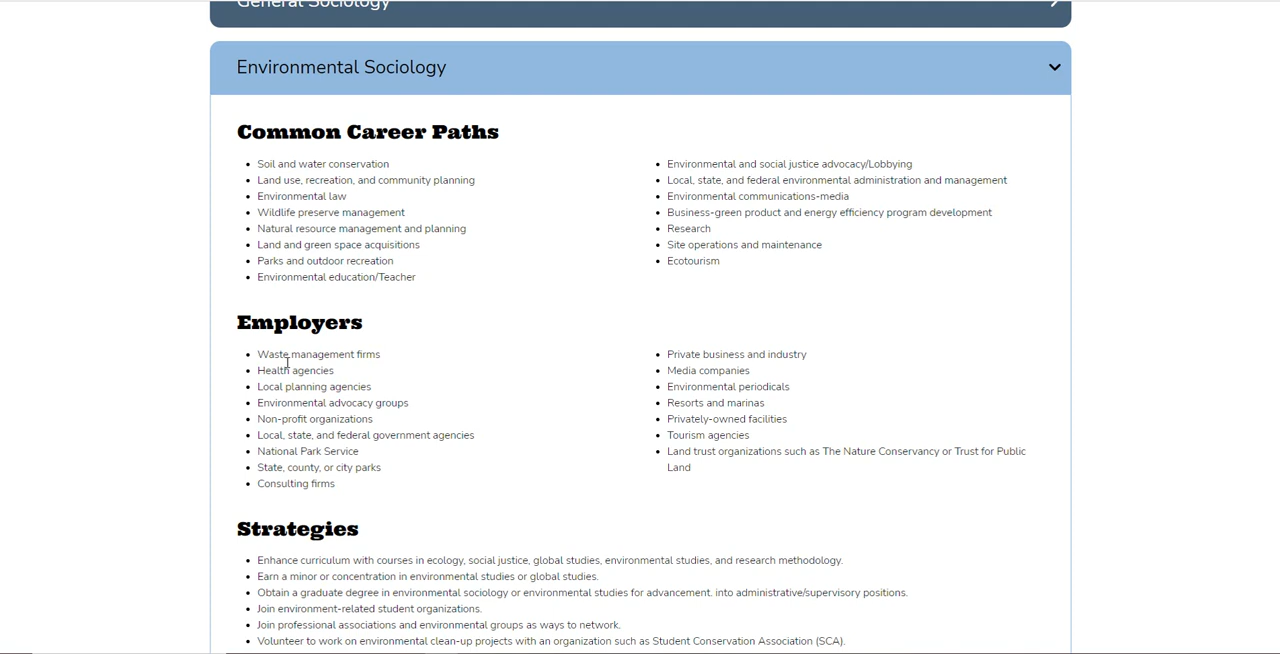 General Sociology
Environmental Sociology
Common Career Paths
Soil and water conservation
Land use, recreation, and community planning
Environmental law
Wildlife preserve management
Natural resource management and planning
Land and green space acquisitions
Parks and outdoor recreation
Environmental education/Teacher
Environmental and social justice advocacy/Lobbying
Local, state, and federal environmental administration and management
Environmental communications-media
Business-green product and energy efficiency program development
Research
Site operations and maintenance
Ecotourism
Employers
Waste management firms
Health agencies
Local planning agencies
Environmental advocacy groups
Non-profit organizations
Local, state, and federal government agencies
National Park Service
State, county, or city parks
Consulting firms
Private business and industry
Media companies
Environmental periodicals
Resorts and marinas
Privately-owned facilities
Tourism agencies
Land trust organizations such as The Nature Conservancy or Trust for Public
Land
Strategies
Enhance curriculum with courses in ecology, social justice, global studies, environmental studies, and research methodology.
Earn a minor or concentration in environmental studies or global studies.
Obtain a graduate degree in environmental sociology or environmental studies for advancement. into administrative/supervisory positions.
Join environment-related student organizations.
Join professional associations and environmental groups as ways to network.
Volunteer to work on environmental clean-up projects with an organization such as Student Conservation Association (SCA).